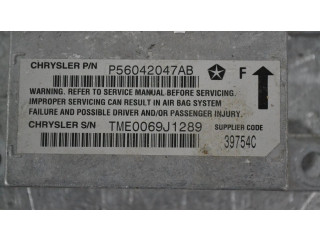 CHRYSLER P/N P56042047AB
F
WARNING. REFER TO SERVICE MANUAL BEFORE SERVICING.
IMPROPER SERVICING CAN RESULT IN AIR BAG SYSTEM
FAILURE AND POSSIBLE DRIVER AND/OR PASSENGER INJURY.
CHRYSLER S/N TME0069J1289 SUPPLIER CODE
39754C